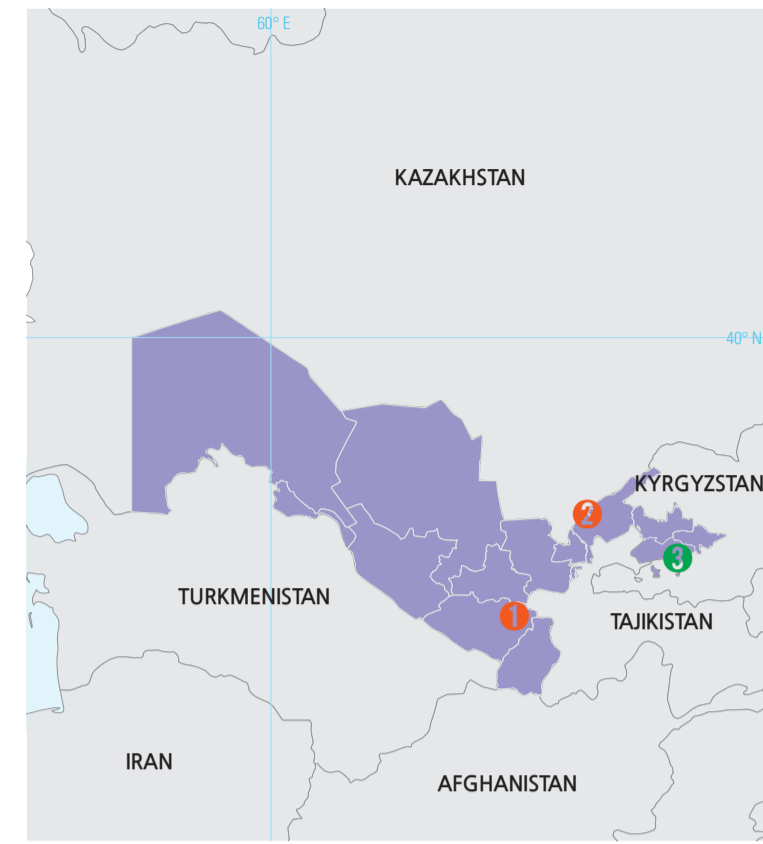 60° E
KAZAKHSTAN
40° N
KYRGYZSTAN
2
3
TURKMENISTAN
1
TAJIKISTAN
IRAN
AFGHANISTAN